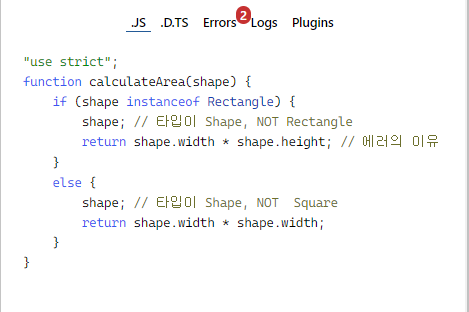 .JS .D.TS Errors 2 Logs Plugins
"use strict";
function calculateArea(shape) {
    if (shape instanceof Rectangle) {
        shape; // 타입이 Shape, NOT Rectangle
        return shape.width * shape.height; // 에러의 이유
    }
    else {
        shape; // 타입이 Shape, NOT  Square
        return shape.width * shape.width;
    }
}